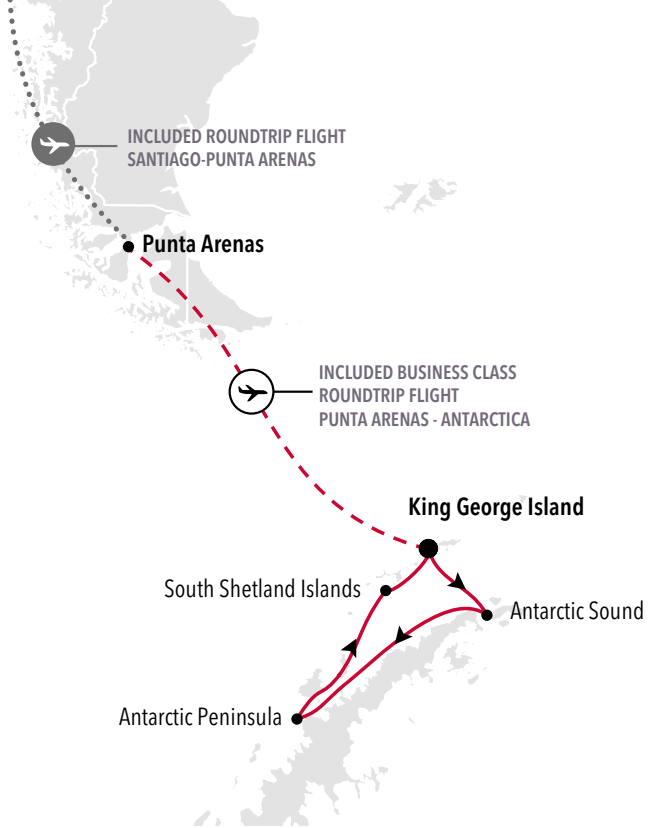 INCLUDED ROUNDTRIP FLIGHT
SANTIAGO-PUNTA ARENAS
Punta Arenas
INCLUDED BUSINESS CLASS
ROUNDTRIP FLIGHT
PUNTA ARENAS - ANTARCTICA
King George Island
South Shetland Islands
Antarctic Sound
Antarctic Peninsula